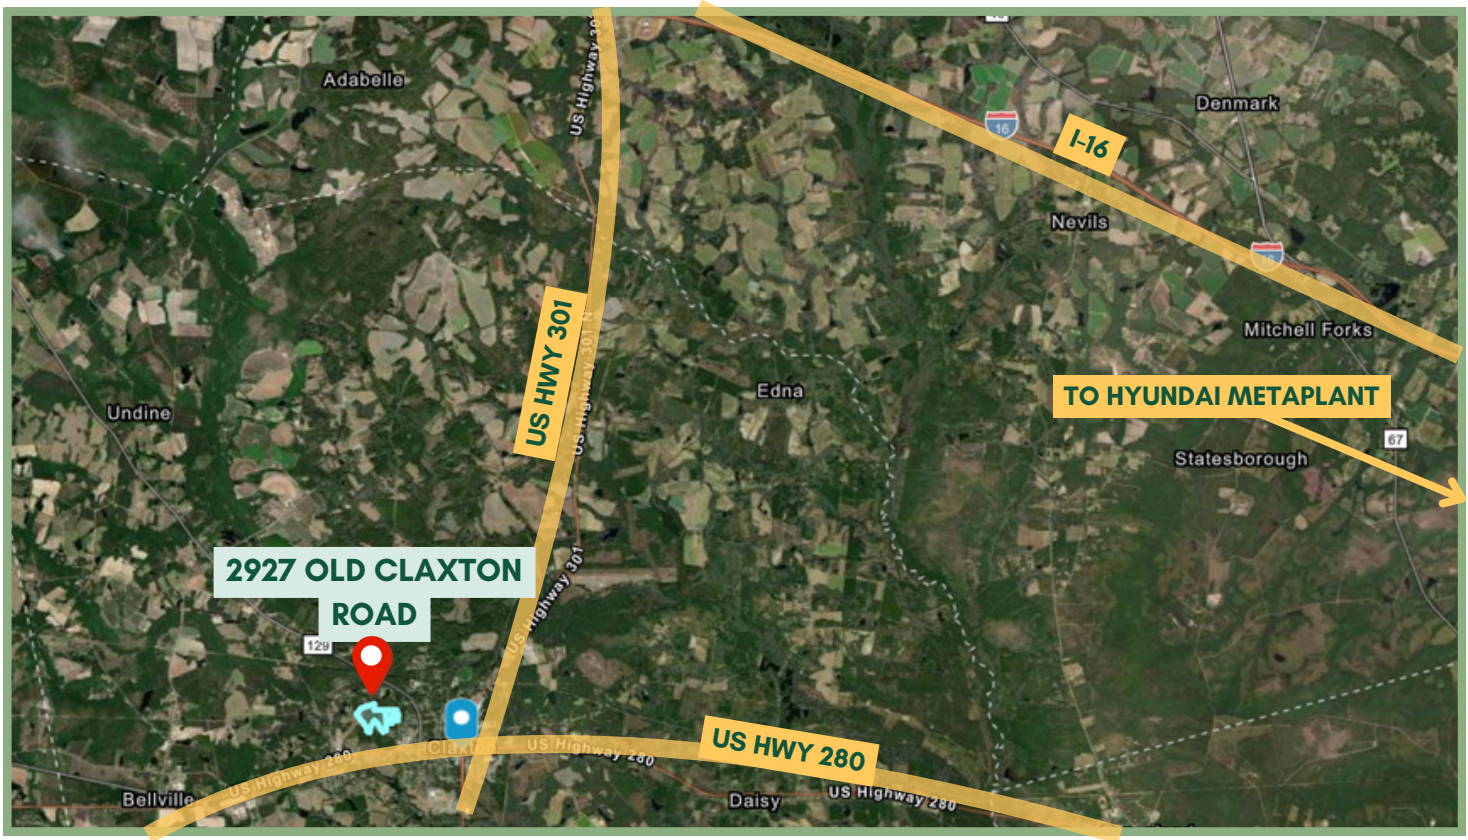 US Highway 301
Adabelle
Denmark
16
I-16
Nevils
16
Mitchell Forks
US HWY 301
US Highway 301 N
Edna
TO HYUNDAI METAPLANT
Undine
67
Statesborough
2927 OLD CLAXTON
ROAD
US Highway 301
129
Claxton
US HWY 280
US Highway 280
US Highway 280
Bellville
Daisy
US Highway 280